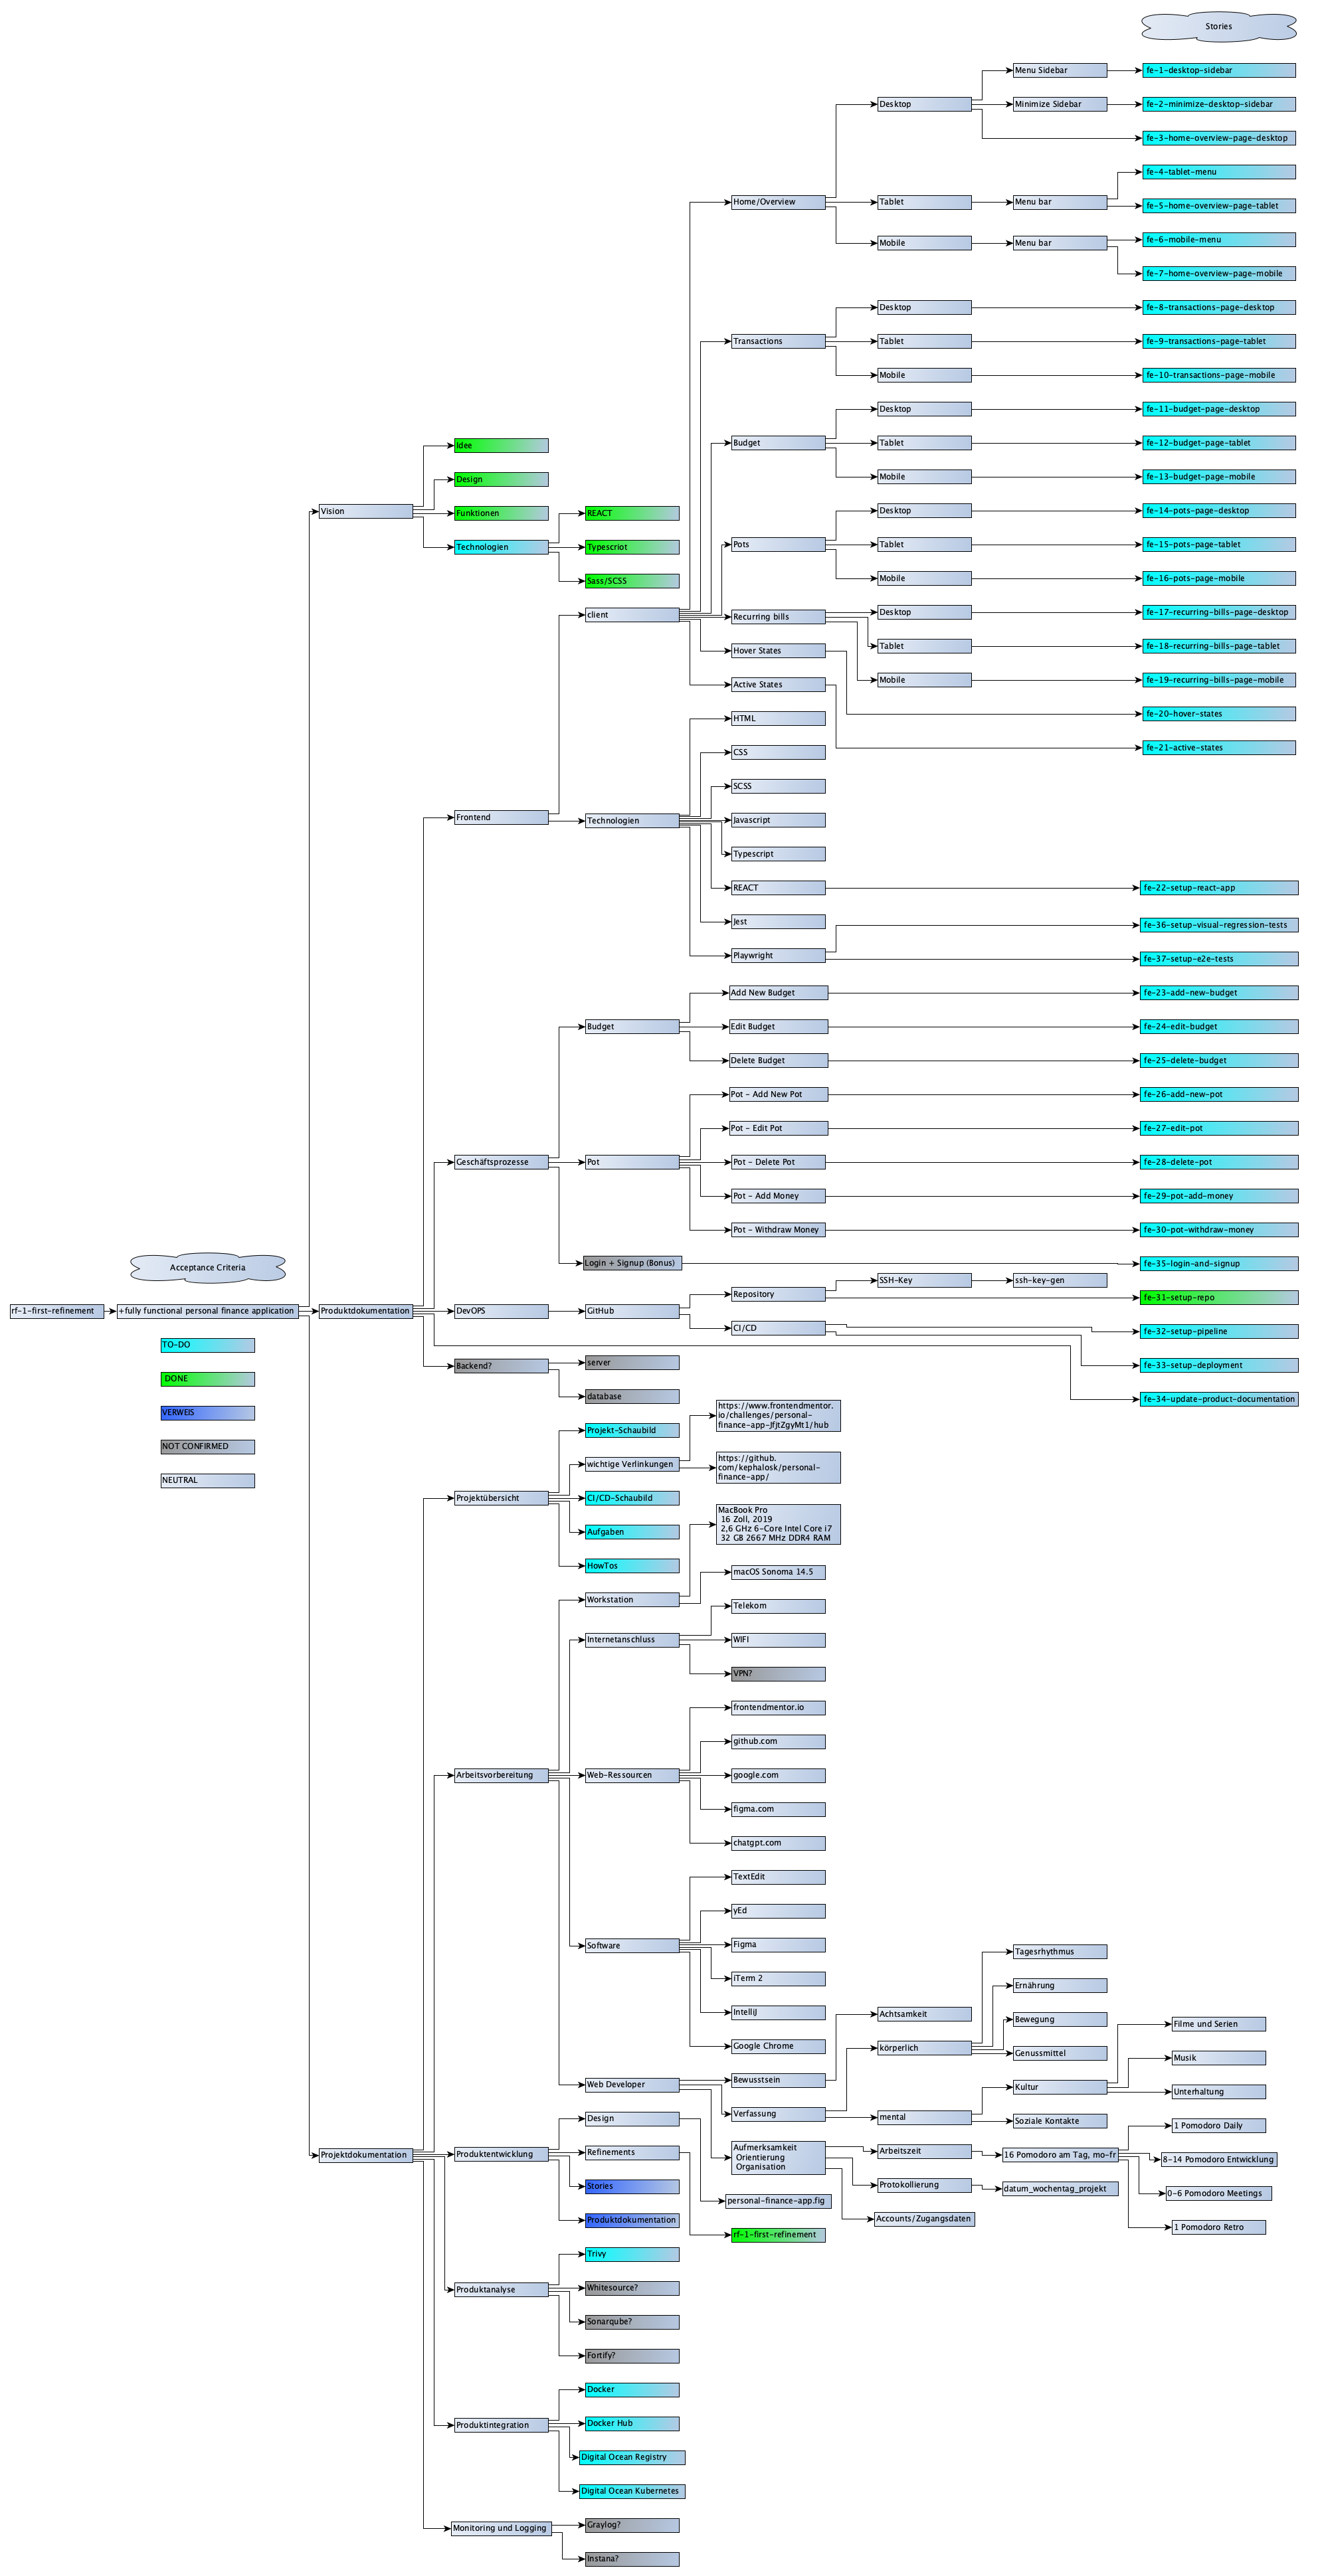 Stories
Menu Sidebar
fe-1-desktop-sidebar
Desktop
Minimize Sidebar
fe-2-minimize-desktop-sidebar
fe-3-home-overview-page-desktop
fe-4-tablet-menu
Home/Overview
Tablet
Menu bar
fe-5-home-overview-page-tablet
fe-6-mobile-menu
Mobile
Menu bar
fe-7-home-overview-page-mobile
Desktop
fe-8-transactions-page-desktop
Transactions
Tablet
fe-9-transactions-page-tablet
Mobile
fe-10-transactions-page-mobile
Desktop
fe-11-budget-page-desktop
Budget
Tablet
fe-12-budget-page-tablet
Idee
Mobile
fe-13-budget-page-mobile
Design
Vision
Funktionen
REACT
Desktop
fe-14-pots-page-desktop
Technologien
Typescriot
Pots
Tablet
fe-15-pots-page-tablet
Sass/SCSS
Mobile
fe-16-pots-page-mobile
client
Recurring bills
Desktop
fe-17-recurring-bills-page-desktop
Hover States
Tablet
fe-18-recurring-bills-page-tablet
Active States
Mobile
fe-19-recurring-bills-page-mobile
HTML
fe-20-hover-states
CSS
fe-21-active-states
SCSS
Frontend
Technologien
Javascript
Typescript
REACT
fe-22-setup-react-app
Jest
fe-36-setup-visual-regression-tests
Playwright
fe-37-setup-e2e-tests
Add New Budget
fe-23-add-new-budget
Budget
Edit Budget
fe-24-edit-budget
Delete Budget
fe-25-delete-budget
Pot - Add New Pot
fe-26-add-new-pot
Pot - Edit Pot
fe-27-edit-pot
Geschäftsprozesse
Pot
Pot - Delete Pot
fe-28-delete-pot
Pot - Add Money
fe-29-pot-add-money
Pot - Withdraw Money
fe-30-pot-withdraw-money
Acceptance Criteria
Login + Signup (Bonus)
fe-35-login-and-signup
SSH-Key
ssh-key-gen
Repository
fe-31-setup-repo
rf-1-first-refinement
+fully functional personal finance application
Produktdokumentation
DevOPS
GitHub
CI/CD
fe-32-setup-pipeline
TO-DO
Backend?
server
fe-33-setup-deployment
DONE
database
fe-34-update-product-documentation
VERWEIS
https://www.frontendmentor.
io/challenges/personal-
finance-app-JfjtZgyMt1/hub
Projekt-Schaubild
NOT CONFIRMED
wichtige Verlinkungen
https://github.
com/kephalosk/personal-
finance-app/
NEUTRAL
Projektübersicht
CI/CD-Schaubild
Aufgaben
MacBook Pro
16 Zoll, 2019
2,6 GHz 6-Core Intel Core i7
32 GB 2667 MHz DDR4 RAM
HowTos
macOS Sonoma 14.5
Workstation
Telekom
Internetanschluss
WIFI
VPN?
frontendmentor.io
github.com
Arbeitsvorbereitung
Web-Ressourcen
google.com
figma.com
chatgpt.com
TextEdit
yEd
Software
Figma
Tagesrhythmus
iTerm 2
Ernährung
IntelliJ
Achtsamkeit
Bewegung
Filme und Serien
Google Chrome
körperlich
Genussmittel
Musik
Web Developer
Bewusstsein
Kultur
Unterhaltung
Design
Verfassung
mental
Soziale Kontakte
1 Pomodoro Daily
Projektdokumentation
Produktentwicklung
Refinements
Aufmerksamkeit
Orientierung
Organisation
Arbeitszeit
16 Pomodoro am Tag, mo-fr
8-14 Pomodoro Entwicklung
Stories
Protokollierung
datum_wochentag_projekt
0-6 Pomodoro Meetings
personal-finance-app.fig
Produktdokumentation
Accounts/Zugangsdaten
1 Pomodoro Retro
rf-1-first-refinement
Trivy
Produktanalyse
Whitesource?
Sonarqube?
Fortify?
Docker
Produktintegration
Docker Hub
Digital Ocean Registry
Digital Ocean Kubernetes
Monitoring und Logging
Graylog?
Instana?